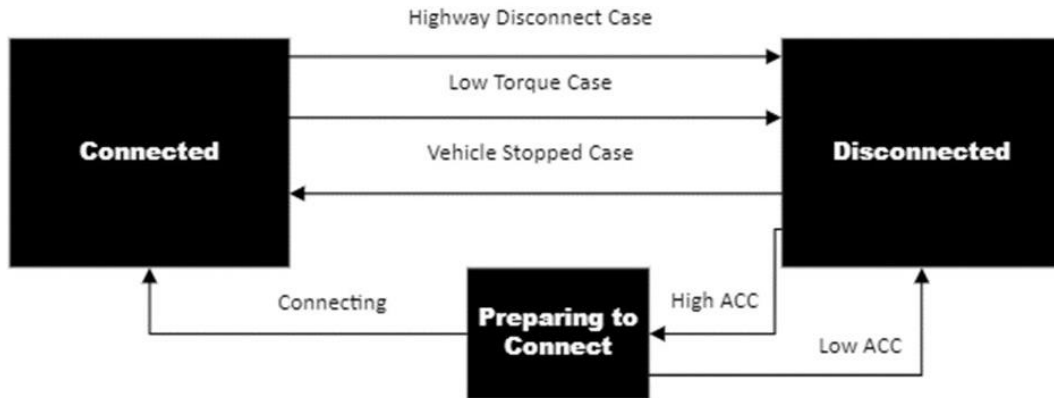 Highway Disconnect Case
Low Torque Case
Connected
Vehicle Stopped Case
Disconnected
Connecting
Preparing to
Connect
High ACC
Low ACC